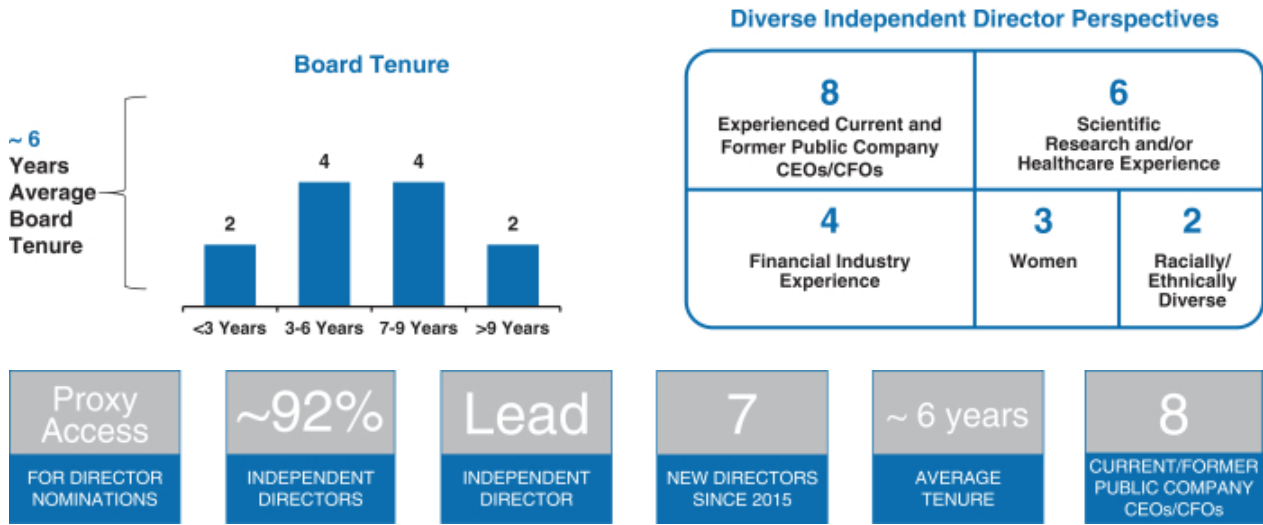 Diverse Independent Director Perspectives
Board Tenure
~ 6
Years
Average
Board
Tenure
2
4
4
2
<3 Years
3-6 Years
7-9 Years
>9 Years
8
Experienced Current and
Former Public Company
CEOs/CFOs
6
Scientific
Research and/or
Healthcare Experience
4
Financial Industry
Experience
3
Women
2
Racially/
Ethnically
Diverse
Proxy
Access
FOR DIRECTOR
NOMINATIONS
~92%
INDEPENDENT
DIRECTORS
Lead
INDEPENDENT
DIRECTOR
7
NEW DIRECTORS
SINCE 2015
~ 6 years
AVERAGE
TENURE
8
CURRENT/FORMER
PUBLIC COMPANY
CEOs/CFOs